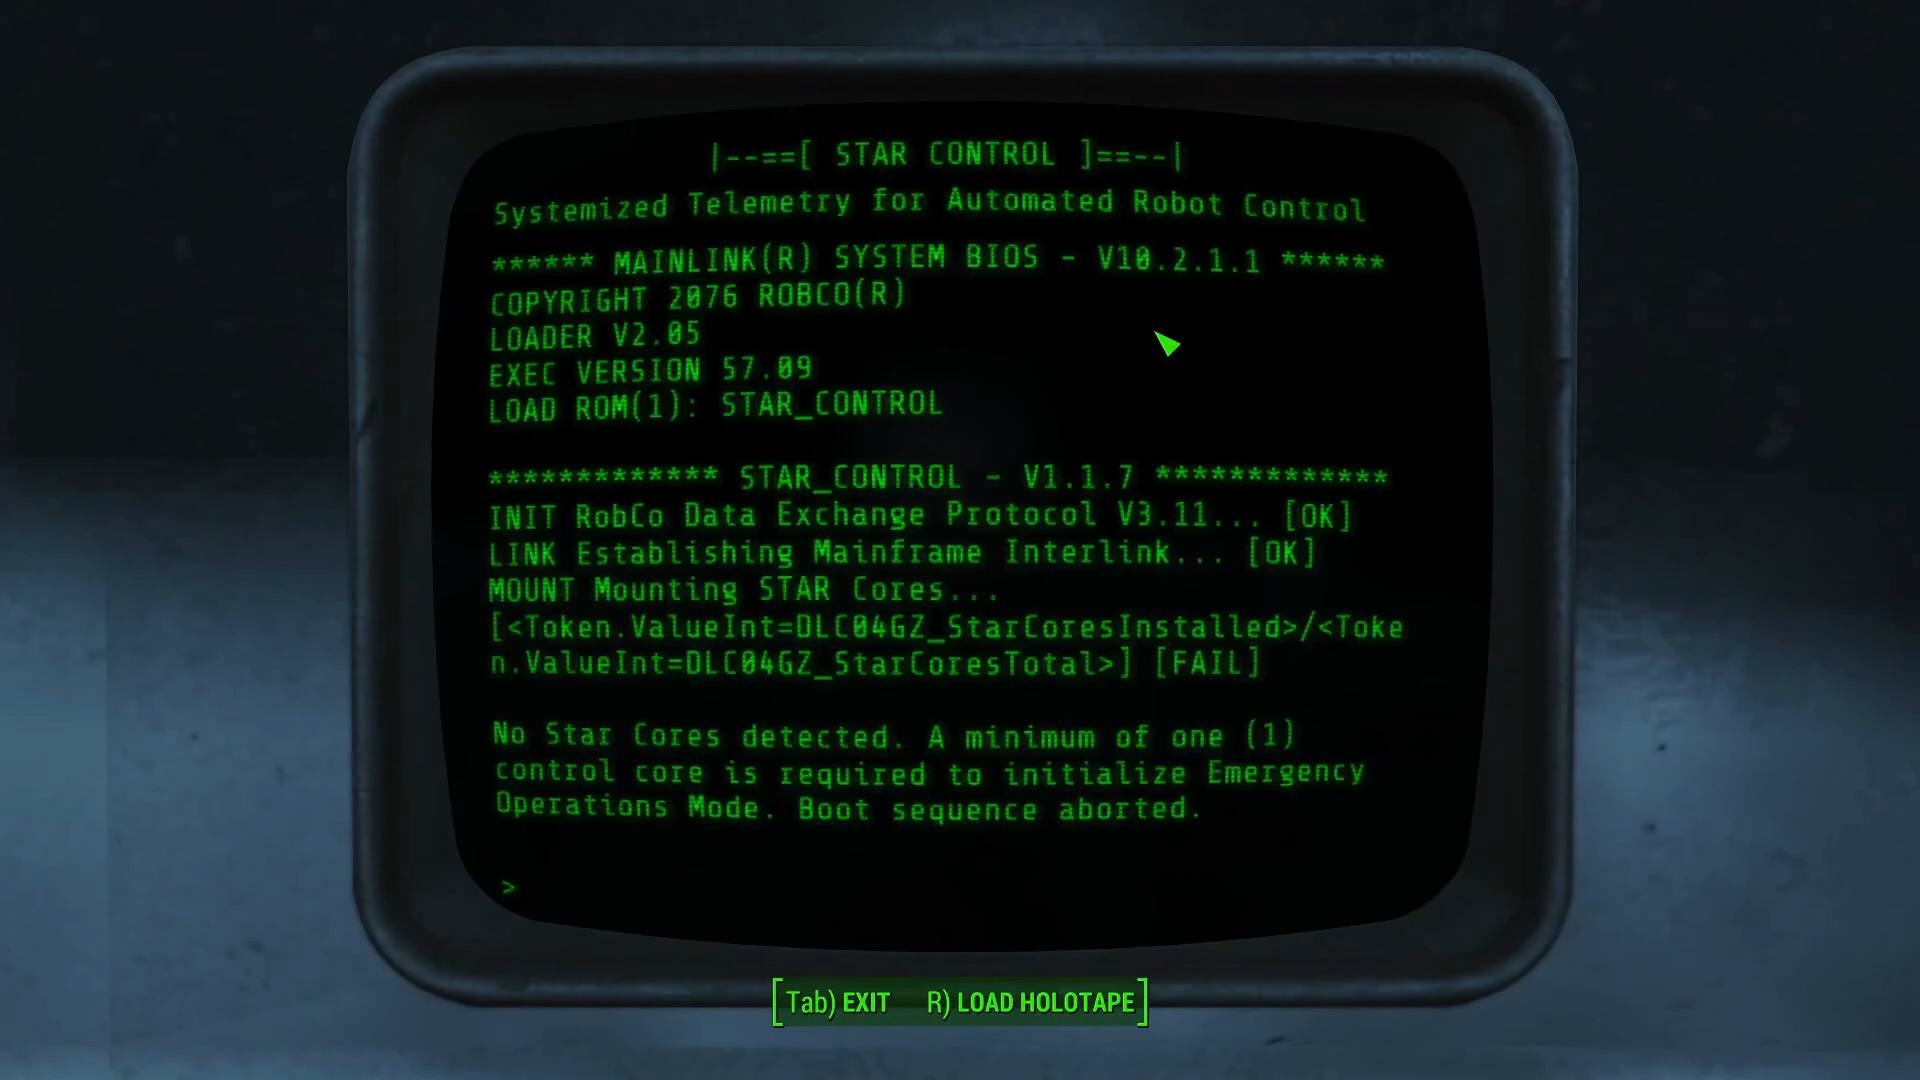 |--==[ STAR CONTROL ]==--|
Systemized Telemetry for Automated Robot Control
****** MAINLINK(R) SYSTEM BIOS - V10.2.1.1 ******
COPYRIGHT 2076 ROBCO(R)
LOADER V2.05
EXEC VERSION 57.09
LOAD ROM(1): STAR_CONTROL
************* STAR_CONTROL - V1.1.7 *************
INIT RobCo Data Exchange Protocol V3.11... [OK]
LINK Establishing Mainframe Interlink... [OK]
MOUNT Mounting STAR Cores...
[<Token.ValueInt=DLC04GZ_StarCoresInstalled>/<Toke
n.ValueInt=DLC04GZ_StarCoresTotal>] [FAIL]
No Star Cores detected. A minimum of one (1)
control core is required to initialize Emergency
Operations Mode. Boot sequence aborted.
>
[Tab) EXIT R) LOAD HOLOTAPE]